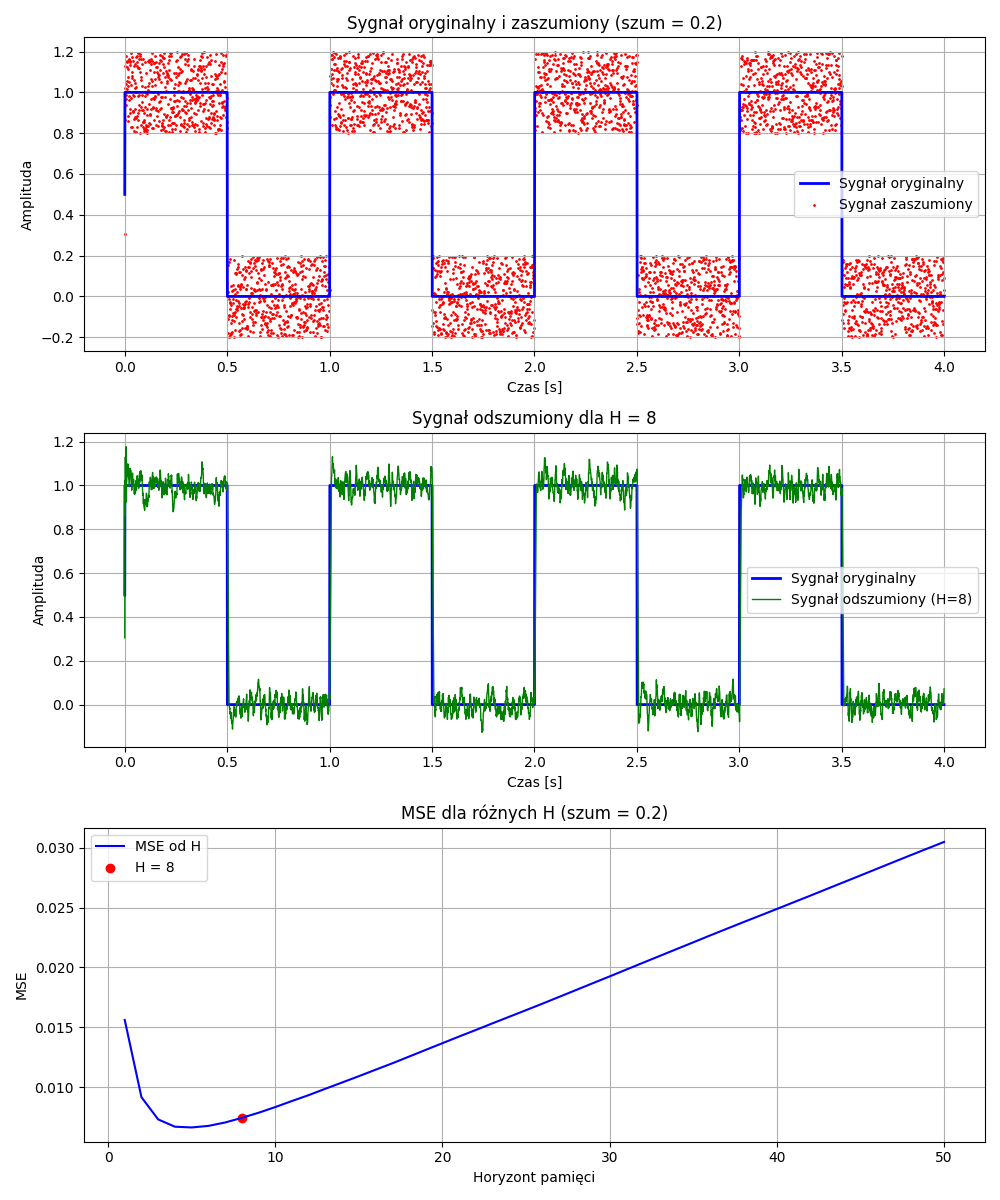 Sygnał oryginalny i zaszumiony (szum = 0.2)
1.2
1.0
0.8
0.6
0.4
0.2
0.0
−0.2
Amplituda
Sygnał oryginalny
Sygnał zaszumiony
0.0 0.5 1.0 1.5 2.0 2.5 3.0 3.5 4.0
Czas [s]
Sygnał odszumiony dla H = 8
1.2
1.0
0.8
0.6
0.4
0.2
0.0
Amplituda
Sygnał oryginalny
Sygnał odszumiony (H=8)
0.0 0.5 1.0 1.5 2.0 2.5 3.0 3.5 4.0
Czas [s]
MSE dla różnych H (szum = 0.2)
MSE od H
H = 8
0.030
0.025
0.020
0.015
0.010
MSE
0 10 20 30 40 50
Horyzont pamięci